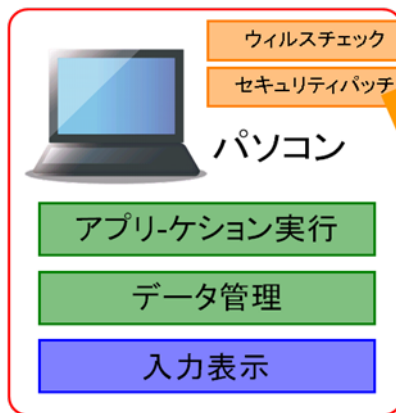 ウィルスチェック
セキュリティパッチ
パソコン
アプリ-ケション実行
データ管理
入力表示